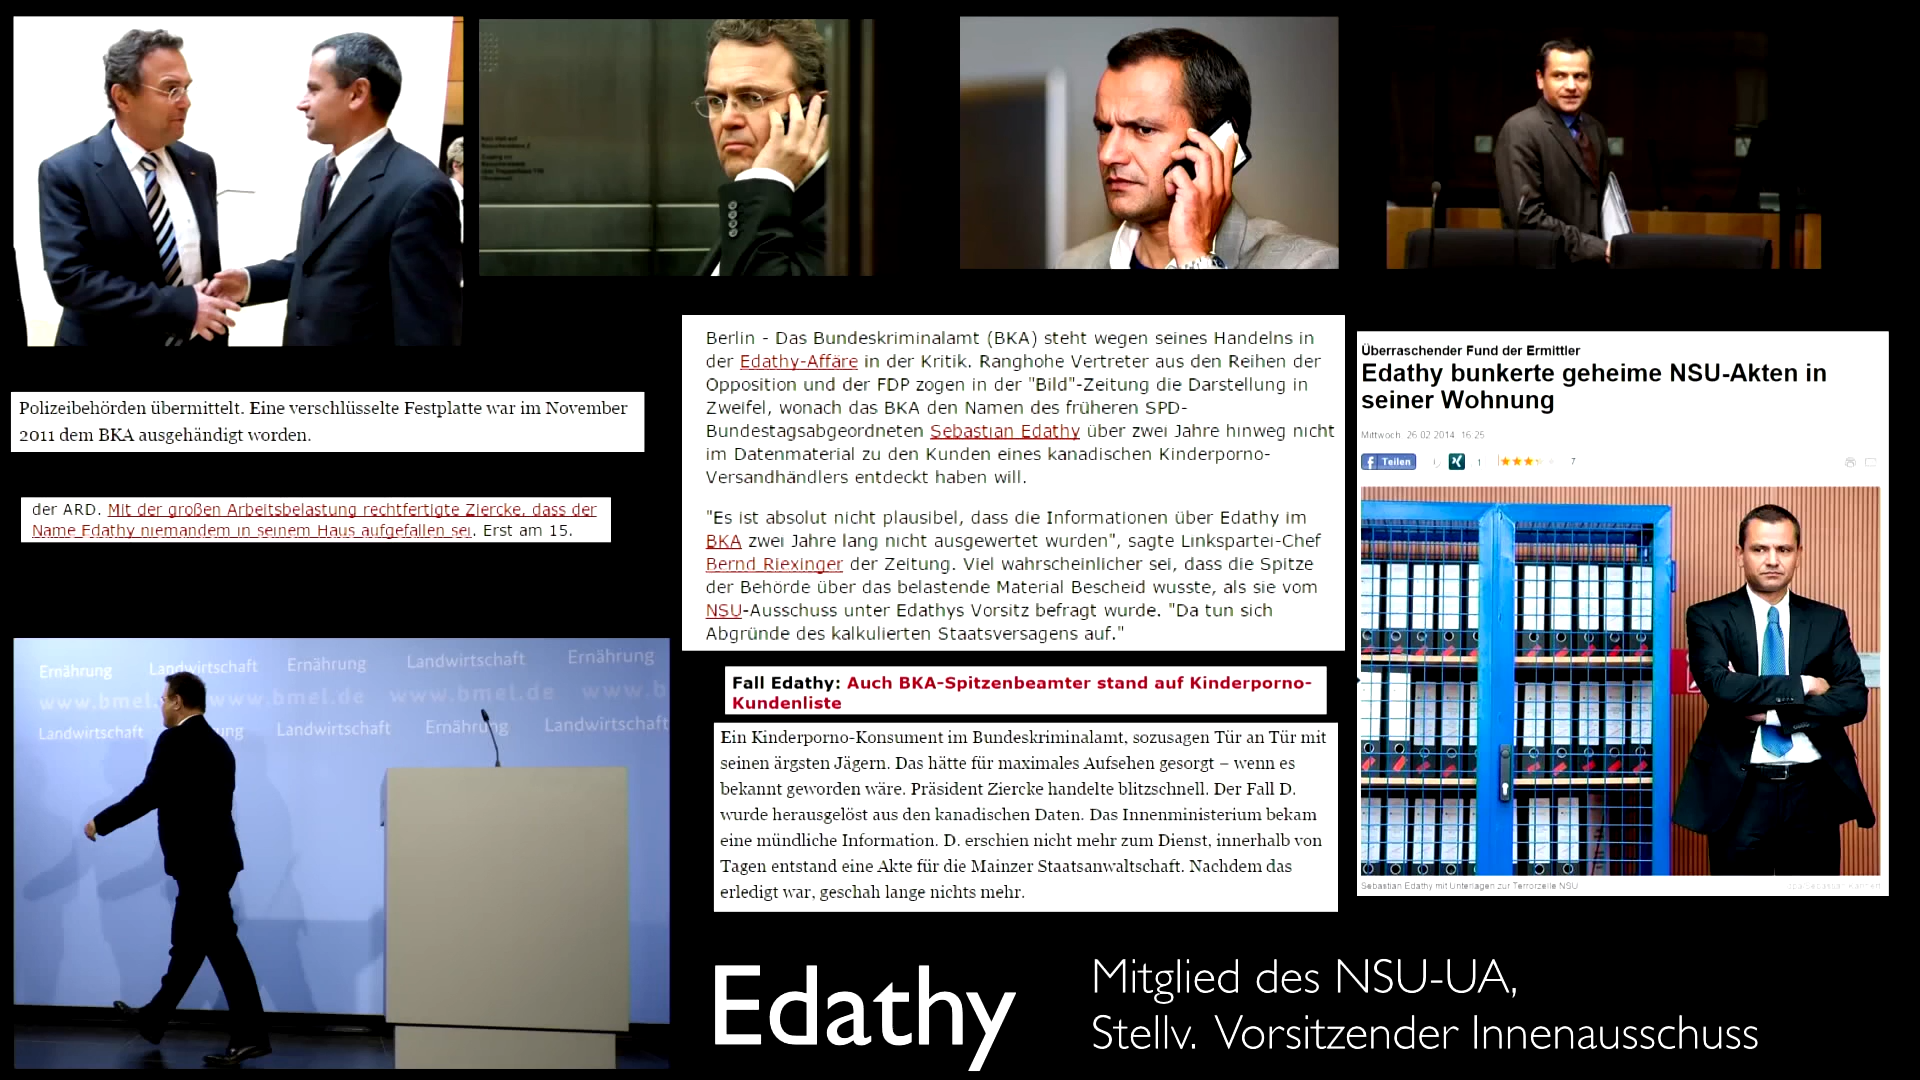 Polizeibehörden übermittelt. Eine verschlüsselte Festplatte war im November
2011 dem BKA ausgehändigt worden.
der ARD. Mit der großen Arbeitsbelastung rechtfertigte Ziercke, dass der
Name Edathy niemandem in seinem Haus aufgefallen sei. Erst am 15.
Ernährung Landwirtschaft Ernährung Landwirtschaft Ernährung
www.bmel. www.bmel.de www.bmel.de www.b
Landwirtschaft ung Landwirtschaft Ernährung Landwirtschaft
Berlin - Das Bundeskriminalamt (BKA) steht wegen seines Handelns in
der Edathy-Affäre in der Kritik. Ranghohe Vertreter aus den Reihen der
Opposition und der FDP zogen in der "Bild"-Zeitung die Darstellung in
Zweifel, wonach das BKA den Namen des früheren SPD-
Bundestagsabgeordneten Sebastian Edathy über zwei Jahre hinweg nicht
im Datenmaterial zu den Kunden eines kanadischen Kinderporno-
Versandhändlers entdeckt haben will.
"Es ist absolut nicht plausibel, dass die Informationen über Edathy im
BKA zwei Jahre lang nicht ausgewertet wurden", sagte Linkspartei-Chef
Bernd Riexinger der Zeitung. Viel wahrscheinlicher sei, dass die Spitze
der Behörde über das belastende Material Bescheid wusste, als sie vom
NSU-Ausschuss unter Edathys Vorsitz befragt wurde. "Da tun sich
Abgründe des kalkulierten Staatsversagens auf."
Fall Edathy: Auch BKA-Spitzenbeamter stand auf Kinderporno-
Kundenliste
Ein Kinderporno-Konsument im Bundeskriminalamt, sozusagen Tür an Tür mit
seinen ärgsten Jägern. Das hätte für maximales Aufsehen gesorgt – wenn es
bekannt geworden wäre. Präsident Ziercke handelte blitzschnell. Der Fall D.
wurde herausgelöst aus den kanadischen Daten. Das Innenministerium bekam
eine mündliche Information. D. erschien nicht mehr zum Dienst, innerhalb von
Tagen entstand eine Akte für die Mainzer Staatsanwaltschaft. Nachdem das
erledigt war, geschah lange nichts mehr.
Überraschender Fund der Ermittler
Edathy bunkerte geheime NSU-Akten in
seiner Wohnung
Mittwoch 26.02.2014 16:25
Teilen 1 7
Sebastian Edathy mit Unterlagen zur Terrorzelle NSU
Edathy
Mitglied des NSU-UA,
Stellv. Vorsitzender Innenausschuss